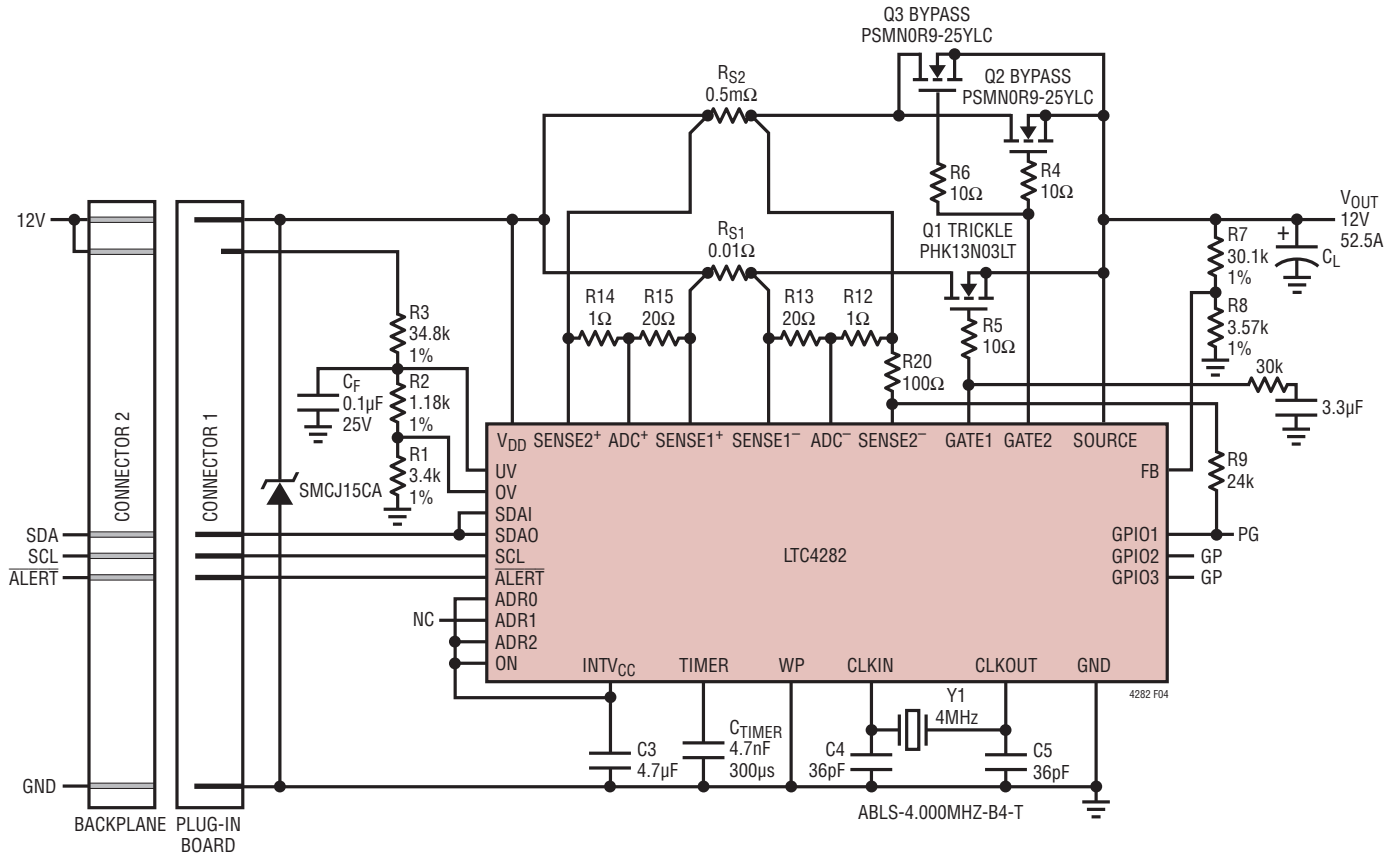 Q3 BYPASS
PSMN0R9-25YLC
Q2 BYPASS
PSMN0R9-25YLC
RS2
0.5mΩ
R6
10Ω
R4
10Ω
12V
VOUT
12V
52.5A
Q1 TRICKLE
PHK13N03LT
RS1
0.01Ω
R7
30.1k
1%
+
CL
R14
1Ω
R15
20Ω
R13
20Ω
R12
1Ω
R3
34.8k
1%
R5
10Ω
R8
3.57k
1%
R20
100Ω
30k
3.3µF
CF
0.1µF
25V
R2
1.18k
1%
R1
3.4k
1%
VDD
SENSE2+
ADC+
SENSE1+
SENSE1−
ADC−
SENSE2−
GATE1
GATE2
SOURCE
CONNECTOR 2
CONNECTOR 1
SMCJ15CA
UV
OV
SDAI
SDAO
SCL
ALERT
ADR0
ADR1
ADR2
ON
NC
SDA
SCL
ALERT
LTC4282
FB
R9
24k
GPIO1
PG
GPIO2
GP
GPIO3
GP
INTVCC
TIMER
WP
CLKIN
CLKOUT
GND
4282 F04
Y1
4MHz
C3
4.7µF
CTIMER
4.7nF
300µs
C4
36pF
C5
36pF
GND
ABLS-4.000MHZ-B4-T
BACKPLANE
PLUG-IN
BOARD